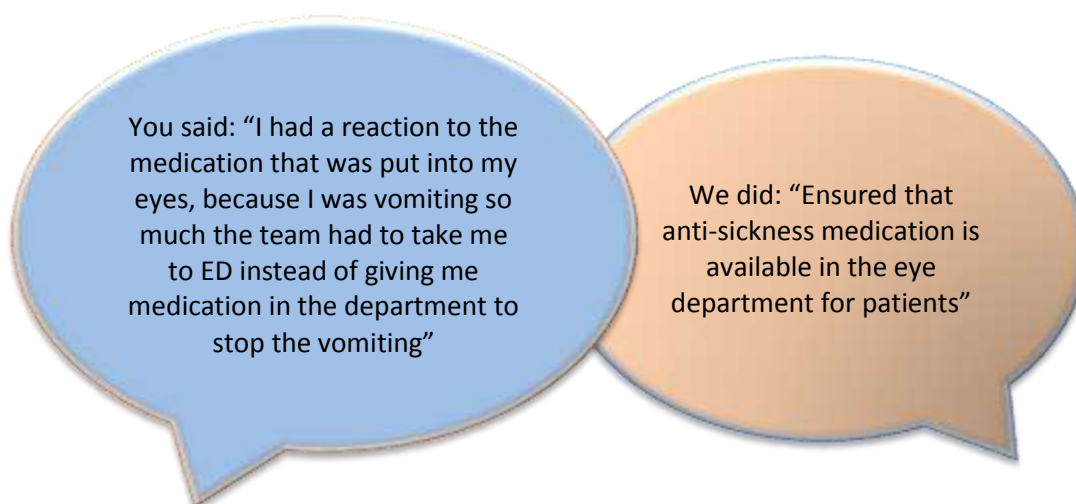 You said: “I had a reaction to the
medication that was put into my
eyes, because I was vomiting so
much the team had to take me
to ED instead of giving me
medication in the department to
stop the vomiting”
We did: “Ensured that
anti-sickness medication is
available in the eye
department for patients”